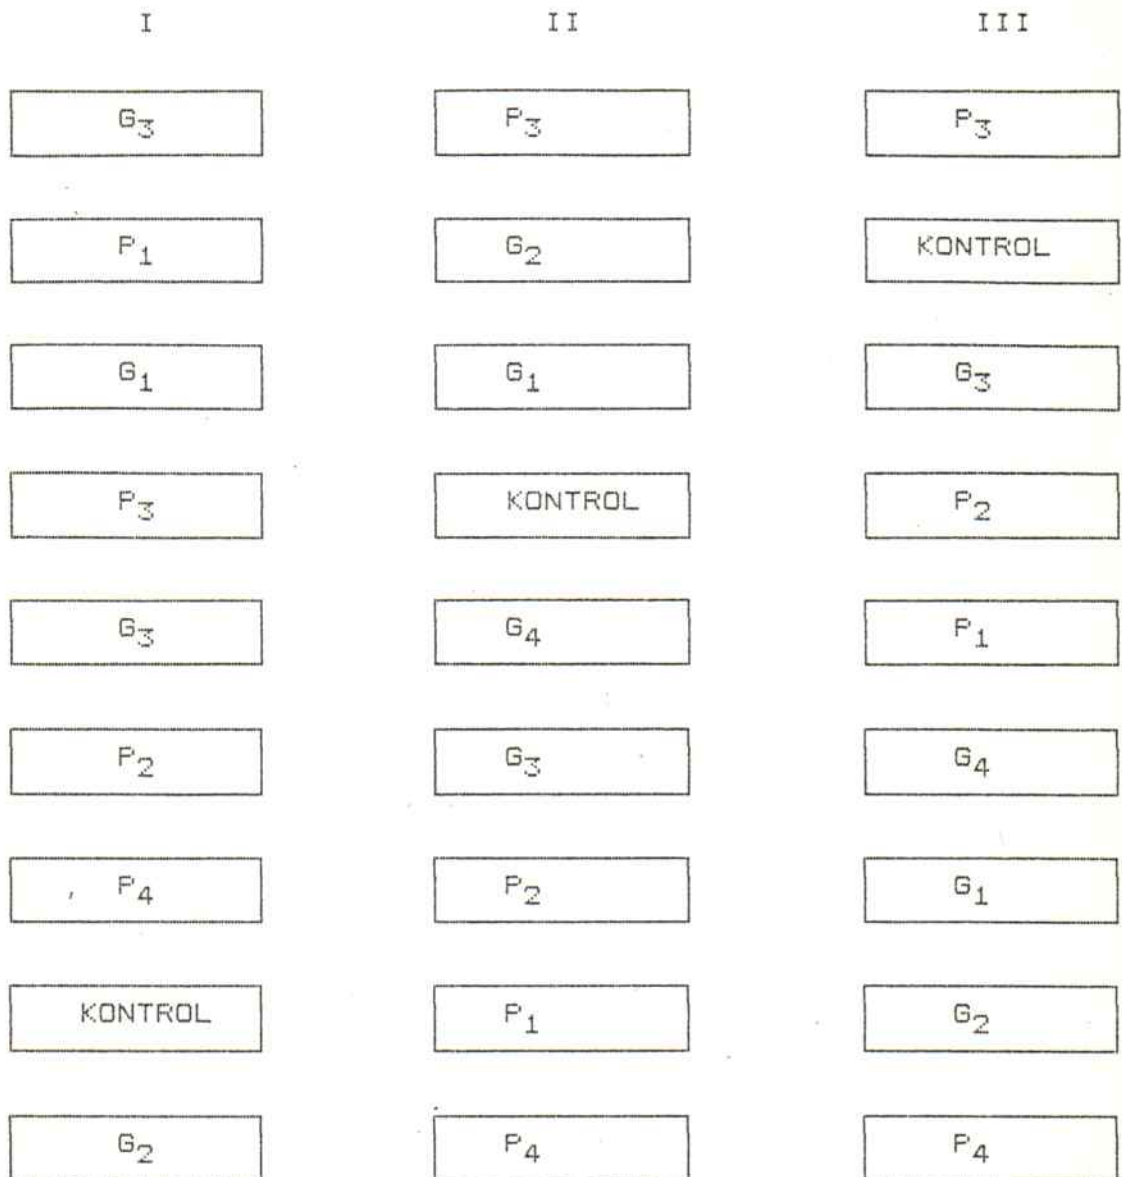 I II III
G3 P3 P3
P1 G2 KONTROL
G1 G1 G3
P3 KONTROL P2
G3 G4 P1
P2 G3 G4
P4 P2 G1
KONTROL P1 G2
G2 P4 P4